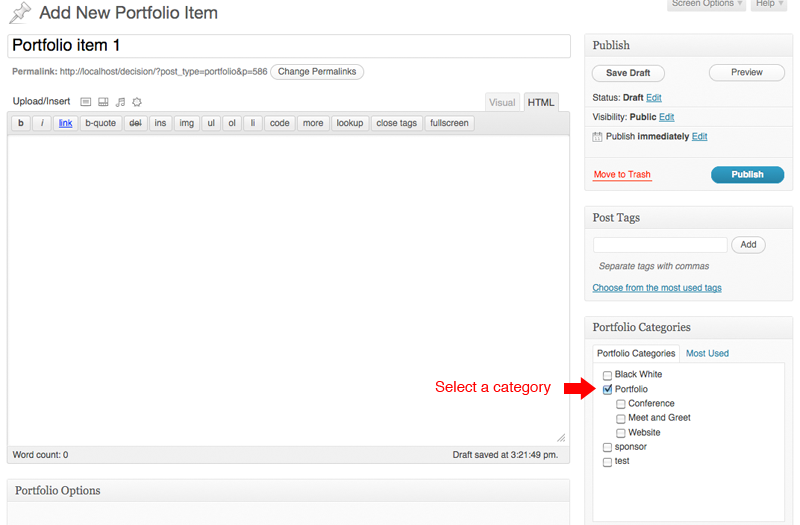 Screen Options Help
Add New Portfolio Item
Portfolio item 1
Permalink: http://localhost/decision/?post_type=portfolio&p=586 Change Permalinks
Upload/Insert
Visual HTML
b i link b-quote del ins img ul ol li code more lookup close tags fullscreen
Word count: 0 Draft saved at 3:21:49 pm.
Portfolio Options
Publish
Save Draft Preview
Status: Draft Edit
Visibility: Public Edit
Publish immediately Edit
Move to Trash Publish
Post Tags
Add
Separate tags with commas
Choose from the most used tags
Portfolio Categories
Portfolio Categories Most Used
Black White
Select a category
Portfolio
Conference
Meet and Greet
Website
sponsor
test